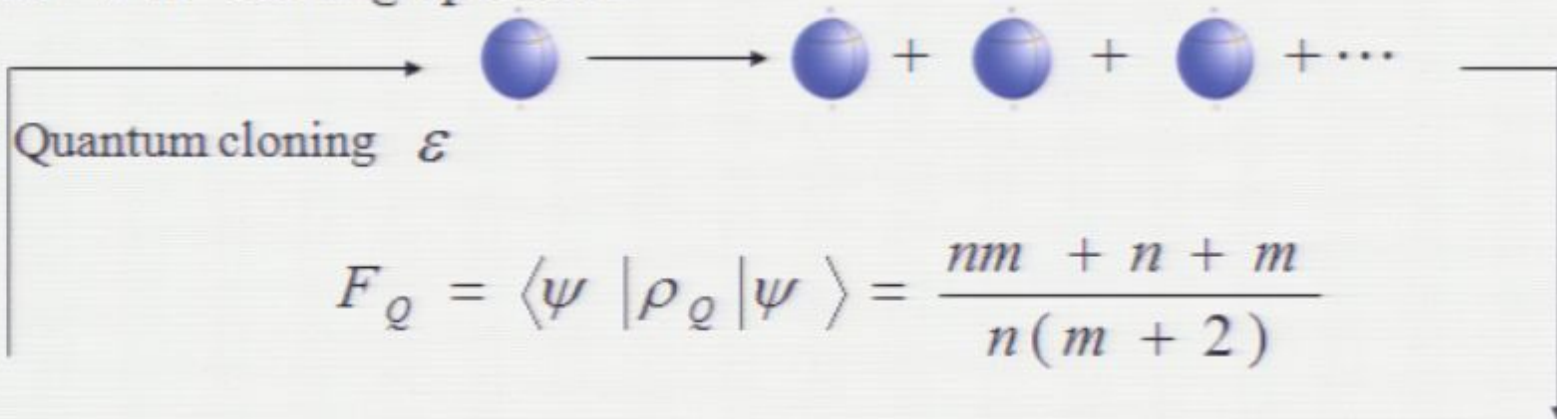 + + + ...
Quantum cloning ε
F_Q = ⟨ψ |ρ_Q|ψ ⟩ = (nm + n + m) / (n(m + 2))